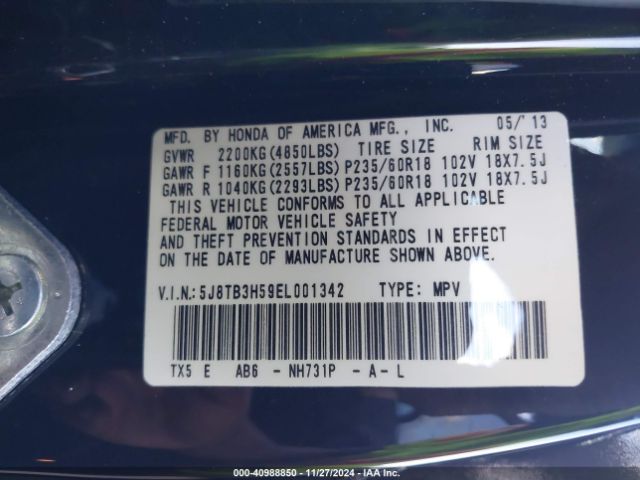 MFD. BY HONDA OF AMERICA MFG., INC. 05/'13
GVWR 2200KG(4850LBS) TIRE SIZE RIM SIZE
GAWR F 1160KG(2557LBS) P235/60R18 102V 18X7.5J
GAWR R 1040KG(2293LBS) P235/60R18 102V 18X7.5J
THIS VEHICLE CONFORMS TO ALL APPLICABLE
FEDERAL MOTOR VEHICLE SAFETY
AND THEFT PREVENTION STANDARDS IN EFFECT
ON THE DATE OF MANUFACTURE SHOWN ABOVE.
V.I.N.: 5J8TB3H59EL001342 TYPE: MPV
TX5 E AB6 - NH731P - A - L
000-40988850 - 11/27/2024 - IAA Inc.